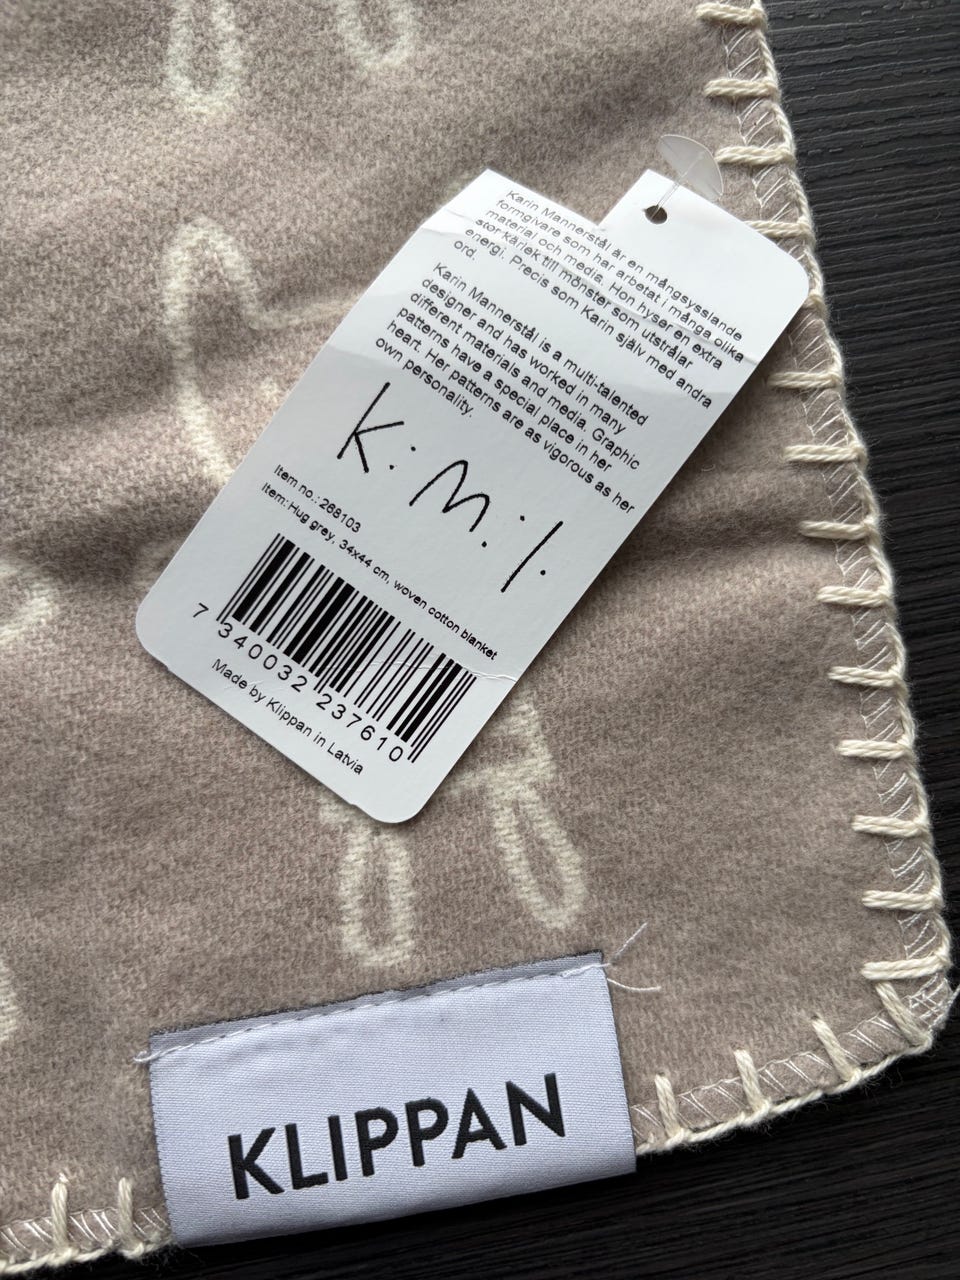 Karin Mannerstål är en mångsysslande
formgivare som har arbetat i många olika
material och media. Hon hyser en extra
stor kärlek till mönster som utstrålar
energi. Precis som Karin själv med andra
ord.
Karin Mannerstål is a multi-talented
designer and has worked in many
different materials and media. Graphic
patterns have a special place in her
heart. Her patterns are as vigorous as her
own personality.
K.M.l.
Item no.: 268103
Item: Hug grey, 34x44 cm, woven cotton blanket
7 340032 237610
Made by Klippan in Latvia
KLIPPAN